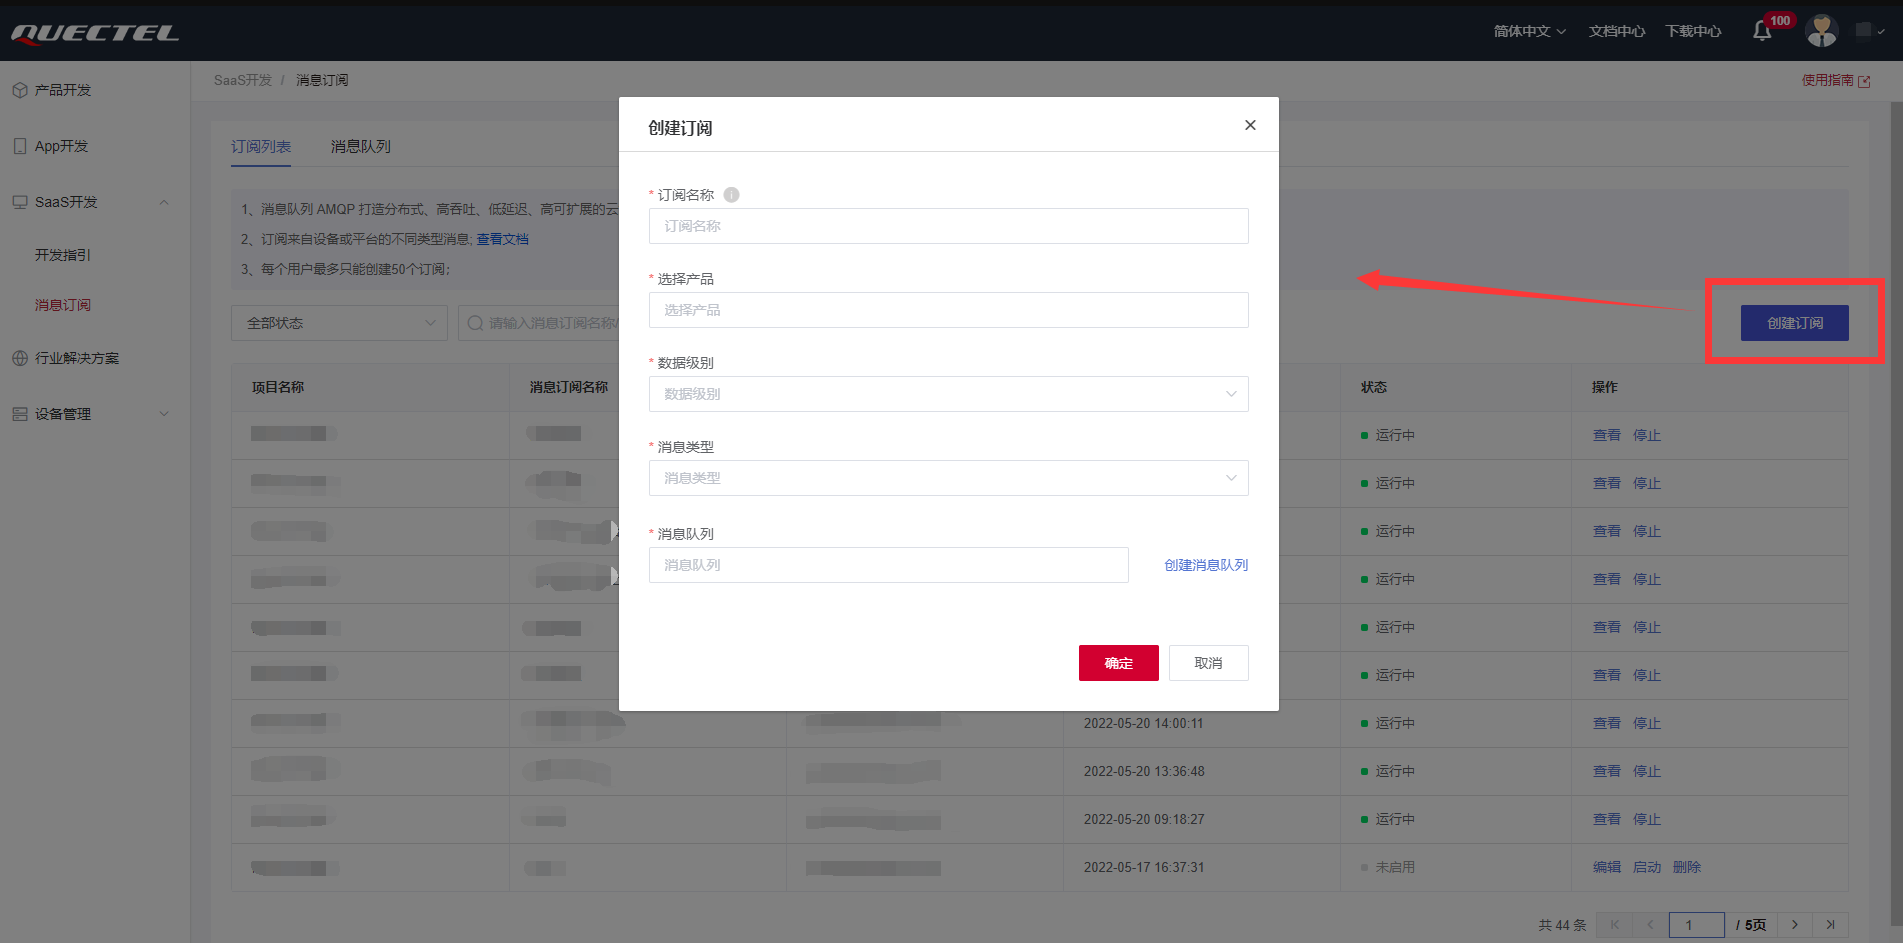 QUECTEL
简体中文
文档中心
下载中心
100
产品开发
App开发
SaaS开发
开发指引
消息订阅
行业解决方案
设备管理
SaaS开发 / 消息订阅
使用指南
订阅列表
消息队列
1、消息队列 AMQP 打造分布式、高吞吐、低延迟、高可扩展的云
2、订阅来自设备或平台的不同类型消息; 查看文档
3、每个用户最多只能创建50个订阅;
全部状态
请输入消息订阅名称/
创建订阅
项目名称
消息订阅名称
状态
操作
运行中
查看 停止
运行中
查看 停止
运行中
查看 停止
运行中
查看 停止
运行中
查看 停止
运行中
查看 停止
2022-05-20 14:00:11
运行中
查看 停止
2022-05-20 13:36:48
运行中
查看 停止
2022-05-20 09:18:27
运行中
查看 停止
2022-05-17 16:37:31
未启用
编辑 启动 删除
共 44 条
1
/ 5页
创建订阅
* 订阅名称
订阅名称
* 选择产品
选择产品
* 数据级别
数据级别
* 消息类型
消息类型
* 消息队列
消息队列
创建消息队列
确定
取消